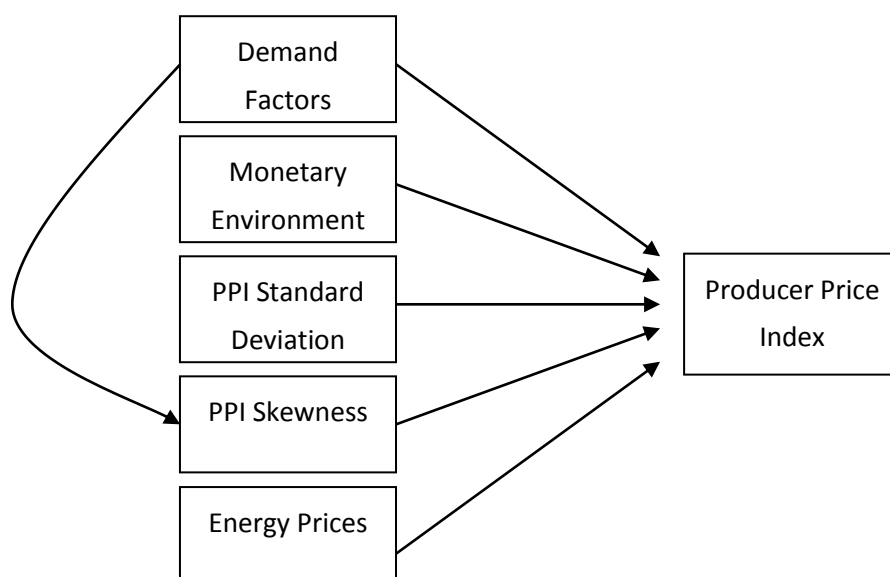 Demand
Factors
Monetary
Environment
PPI Standard
Deviation
PPI Skewness
Energy Prices
Producer Price
Index